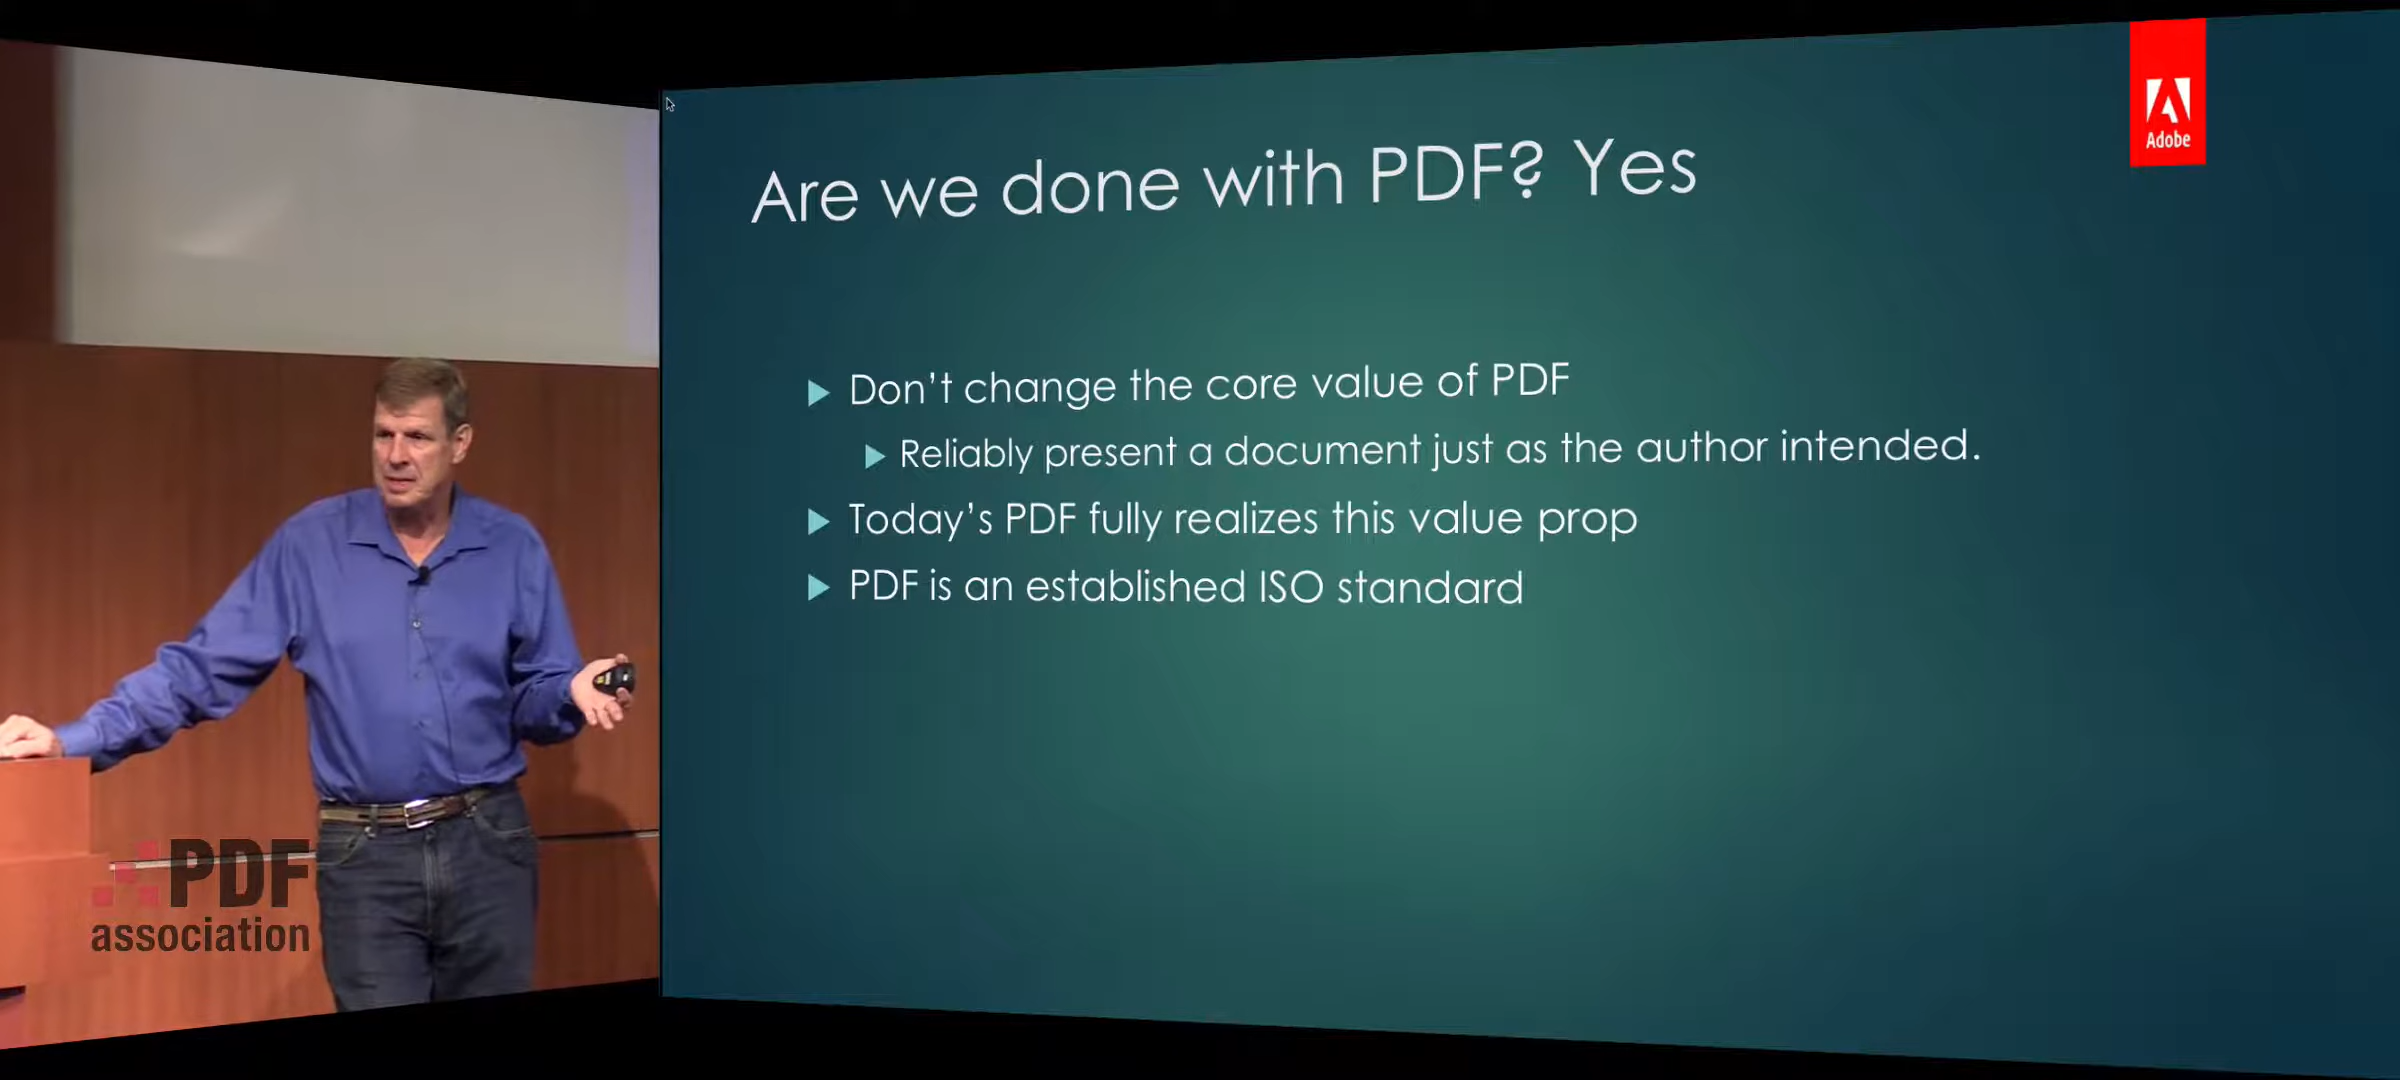 Adobe
Are we done with PDF? Yes
Don't change the core value of PDF
Reliably present a document just as the author intended.
Today's PDF fully realizes this value prop
PDF is an established ISO standard
PDF
association